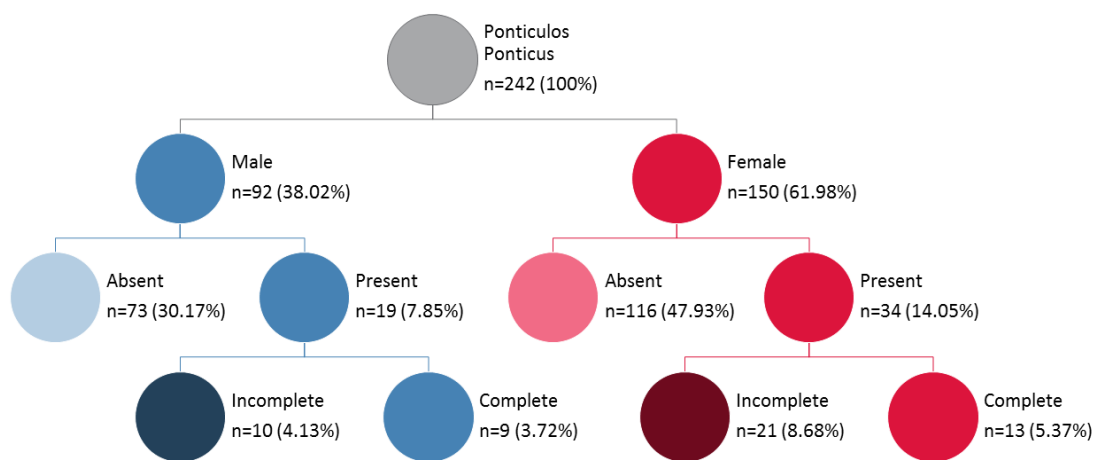 Ponticulos
Ponticus
n=242 (100%)
Male
n=92 (38.02%)
Female
n=150 (61.98%)
Absent
n=73 (30.17%)
Present
n=19 (7.85%)
Absent
n=116 (47.93%)
Present
n=34 (14.05%)
Incomplete
n=10 (4.13%)
Complete
n=9 (3.72%)
Incomplete
n=21 (8.68%)
Complete
n=13 (5.37%)